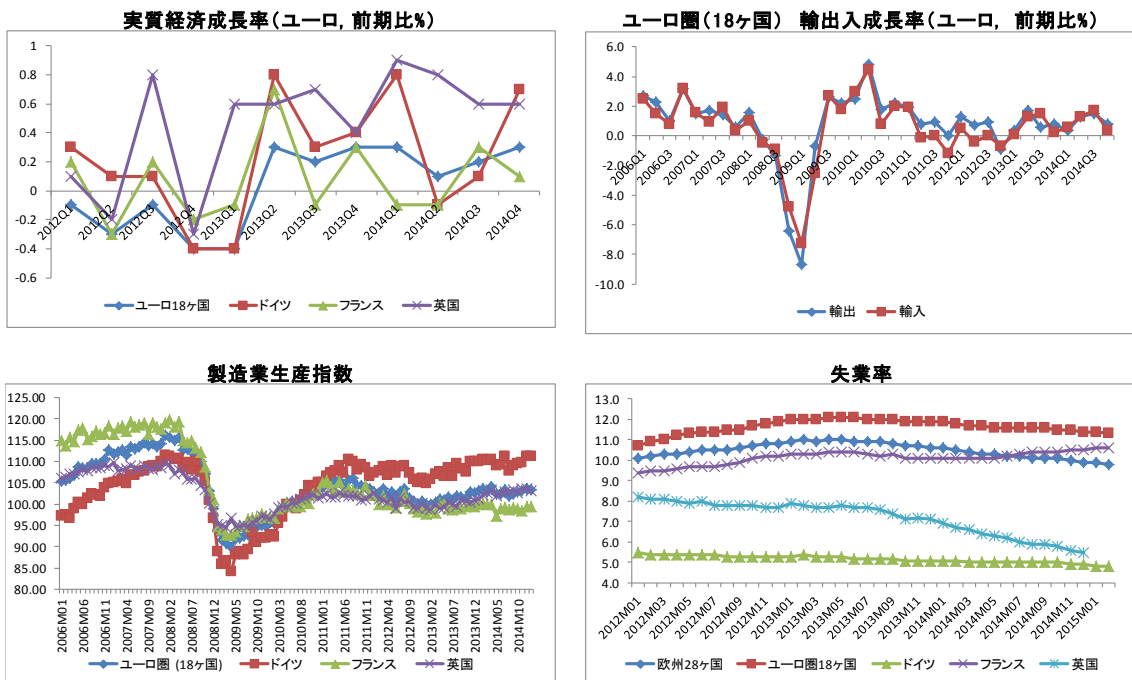 実質経済成長率(ユーロ, 前期比%)
1
0.8
0.6
0.4
0.2
0
-0.2
-0.4
-0.6
2012Q1
2012Q2
2012Q3
2012Q4
2013Q1
2013Q2
2013Q3
2013Q4
2014Q1
2014Q2
2014Q3
2014Q4
ユーロ18ヶ国 ドイツ フランス 英国
ユーロ圏(18ヶ国) 輸出入成長率(ユーロ, 前期比%)
6.0
4.0
2.0
0.0
-2.0
-4.0
-6.0
-8.0
-10.0
2006Q1
2006Q3
2007Q1
2007Q3
2008Q1
2008Q3
2009Q1
2009Q3
2010Q1
2010Q3
2011Q1
2011Q3
2012Q1
2012Q3
2013Q1
2013Q3
2014Q1
2014Q3
輸出 輸入
製造業生産指数
120.00
115.00
110.00
105.00
100.00
95.00
90.00
85.00
80.00
2006M01
2006M06
2006M11
2007M04
2007M09
2008M02
2008M07
2008M12
2009M05
2009M10
2010M03
2010M08
2011M01
2011M06
2011M11
2012M04
2012M09
2013M02
2013M07
2013M12
2014M05
2014M10
ユーロ圏 (18ヶ国) ドイツ フランス 英国
失業率
13.0
12.0
11.0
10.0
9.0
8.0
7.0
6.0
5.0
4.0
2012M01
2012M03
2012M05
2012M07
2012M09
2012M11
2013M01
2013M03
2013M05
2013M07
2013M09
2013M11
2014M01
2014M03
2014M05
2014M07
2014M09
2014M11
2015M01
欧州28ヶ国 ユーロ圏18ヶ国 ドイツ フランス 英国